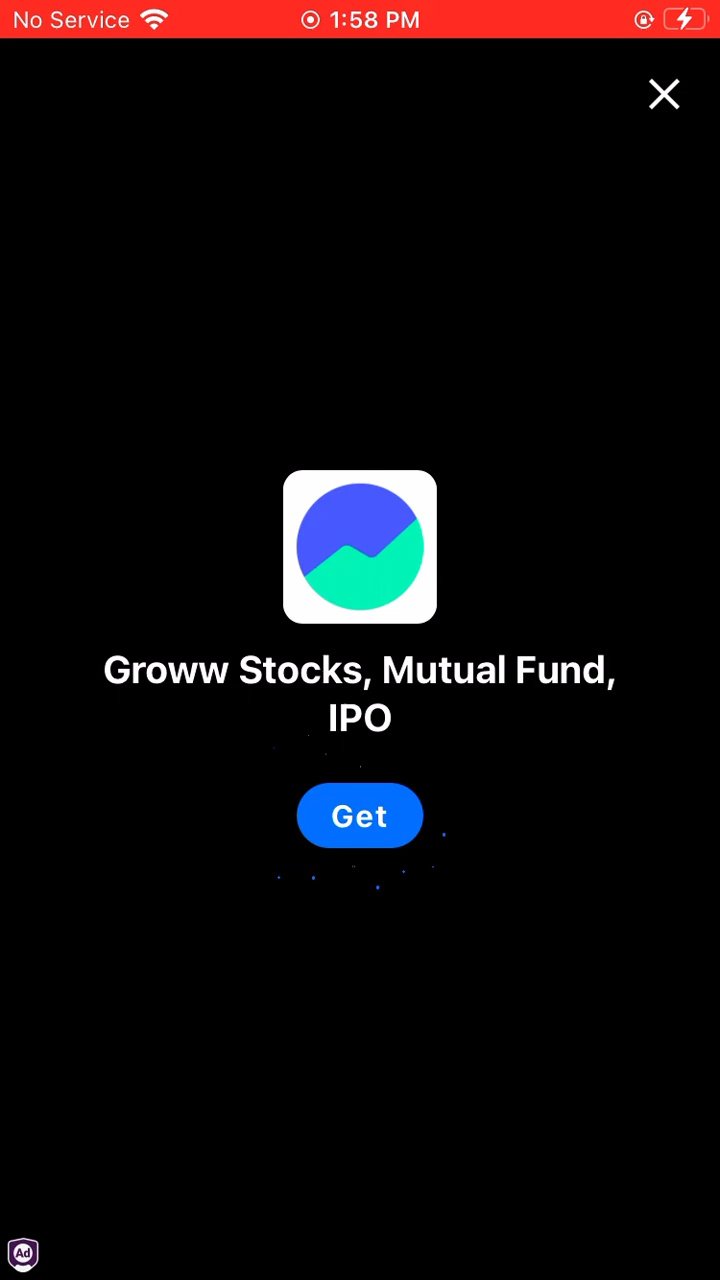 No Service 1:58 PM
Groww Stocks, Mutual Fund,
IPO
Get
Ad